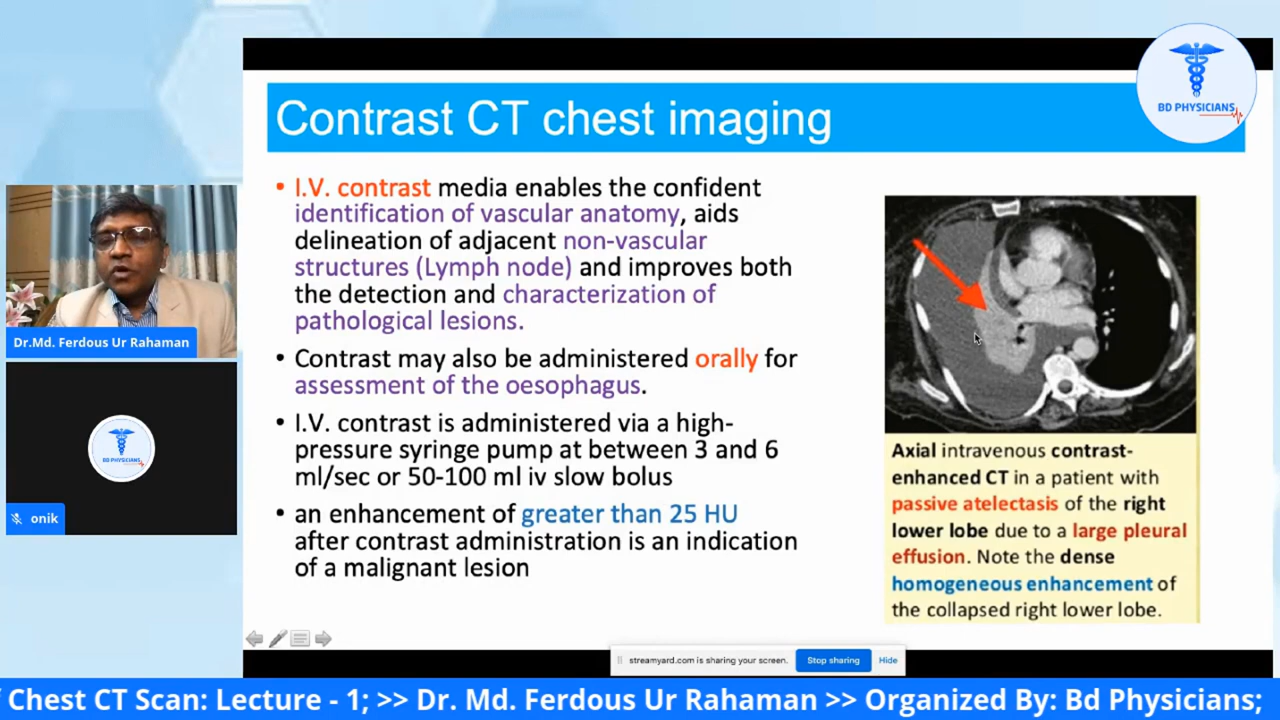 Contrast CT chest imaging
BD PHYSICIANS
• I.V. contrast media enables the confident
identification of vascular anatomy, aids
delineation of adjacent non-vascular
structures (Lymph node) and improves both
the detection and characterization of
pathological lesions.
• Contrast may also be administered orally for
assessment of the oesophagus.
• I.V. contrast is administered via a high-
pressure syringe pump at between 3 and 6
ml/sec or 50-100 ml iv slow bolus
• an enhancement of greater than 25 HU
after contrast administration is an indication
of a malignant lesion
Axial intravenous contrast-
enhanced CT in a patient with
passive atelectasis of the right
lower lobe due to a large pleural
effusion. Note the dense
homogeneous enhancement of
the collapsed right lower lobe.
Dr.Md. Ferdous Ur Rahaman
BD PHYSICIANS
onik
streamyard.com is sharing your screen.
Stop sharing
Hide
Chest CT Scan: Lecture - 1; >> Dr. Md. Ferdous Ur Rahaman >> Organized By: Bd Physicians;